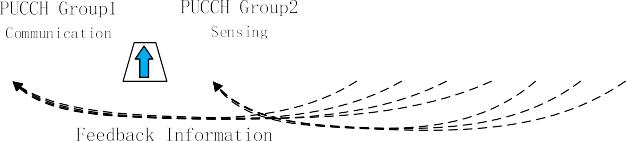 PUCCH Group1
PUCCH Group2
Communication
Sensing
Feedback Information